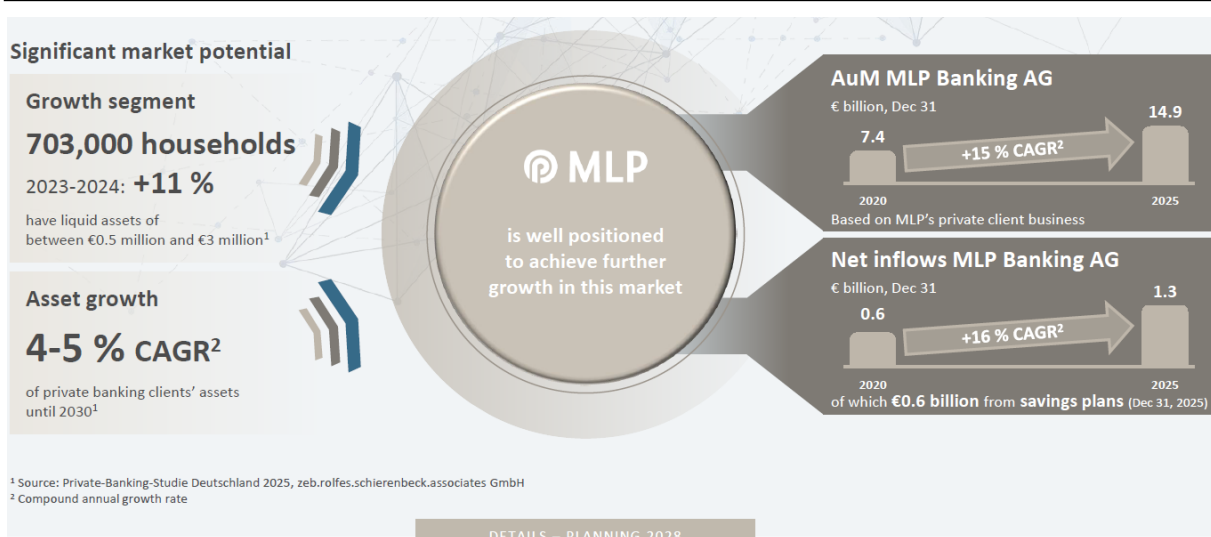 Significant market potential
Growth segment
703,000 households
2023-2024: +11 %
have liquid assets of
between €0.5 million and €3 million¹
Asset growth
4-5 % CAGR²
of private banking clients' assets
until 2030¹
MLP
is well positioned
to achieve further
growth in this market
AuM MLP Banking AG
€ billion, Dec 31
7.4
+15 % CAGR²
14.9
2020
2025
Based on MLP's private client business
Net inflows MLP Banking AG
€ billion, Dec 31
0.6
+16 % CAGR²
1.3
2020
2025
of which €0.6 billion from savings plans (Dec 31, 2025)
¹ Source: Private-Banking-Studie Deutschland 2025, zeb.rolfes.schierenbeck.associates GmbH
² Compound annual growth rate
DETAILS – PLANNING 2028